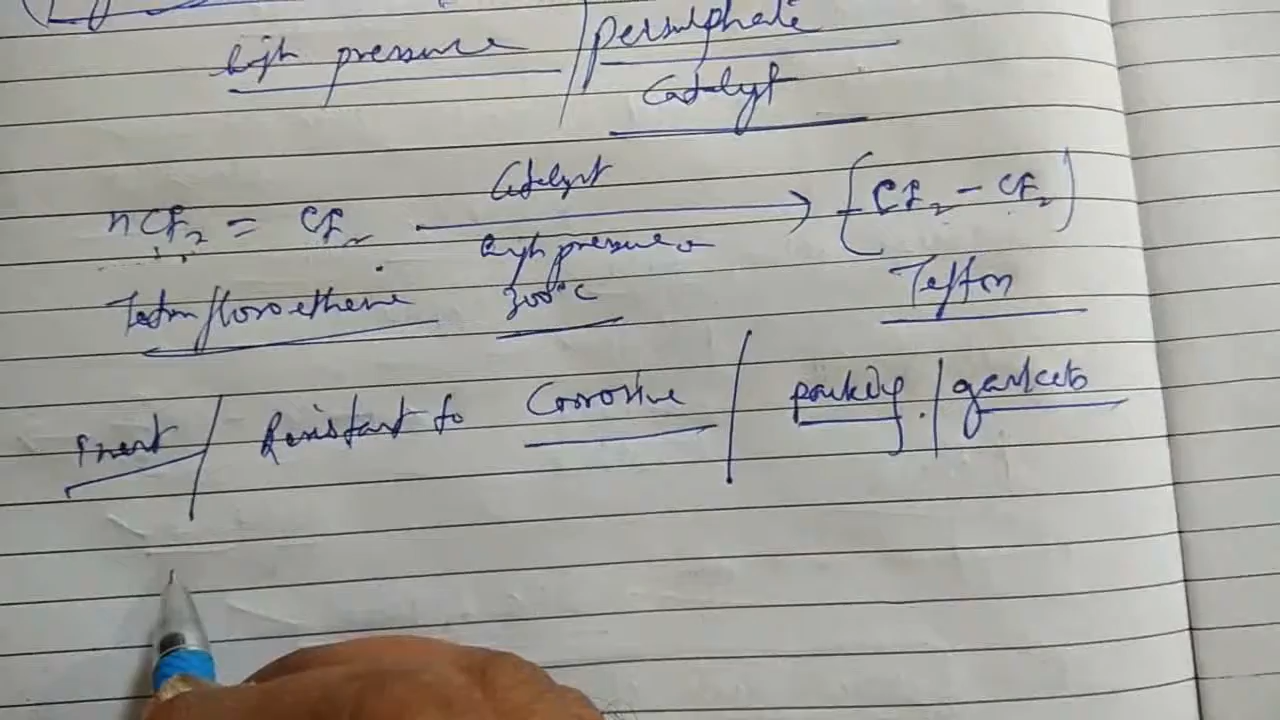 high pressure / persulphate
Catalyst
Catalyst
nCF₂ = CF₂ ⟶ (CF₂ – CF₂)
high pressure
Tetrafloroethene 300°C Teflon
Inert / Resistant to Corrosive / packing. / gaskets